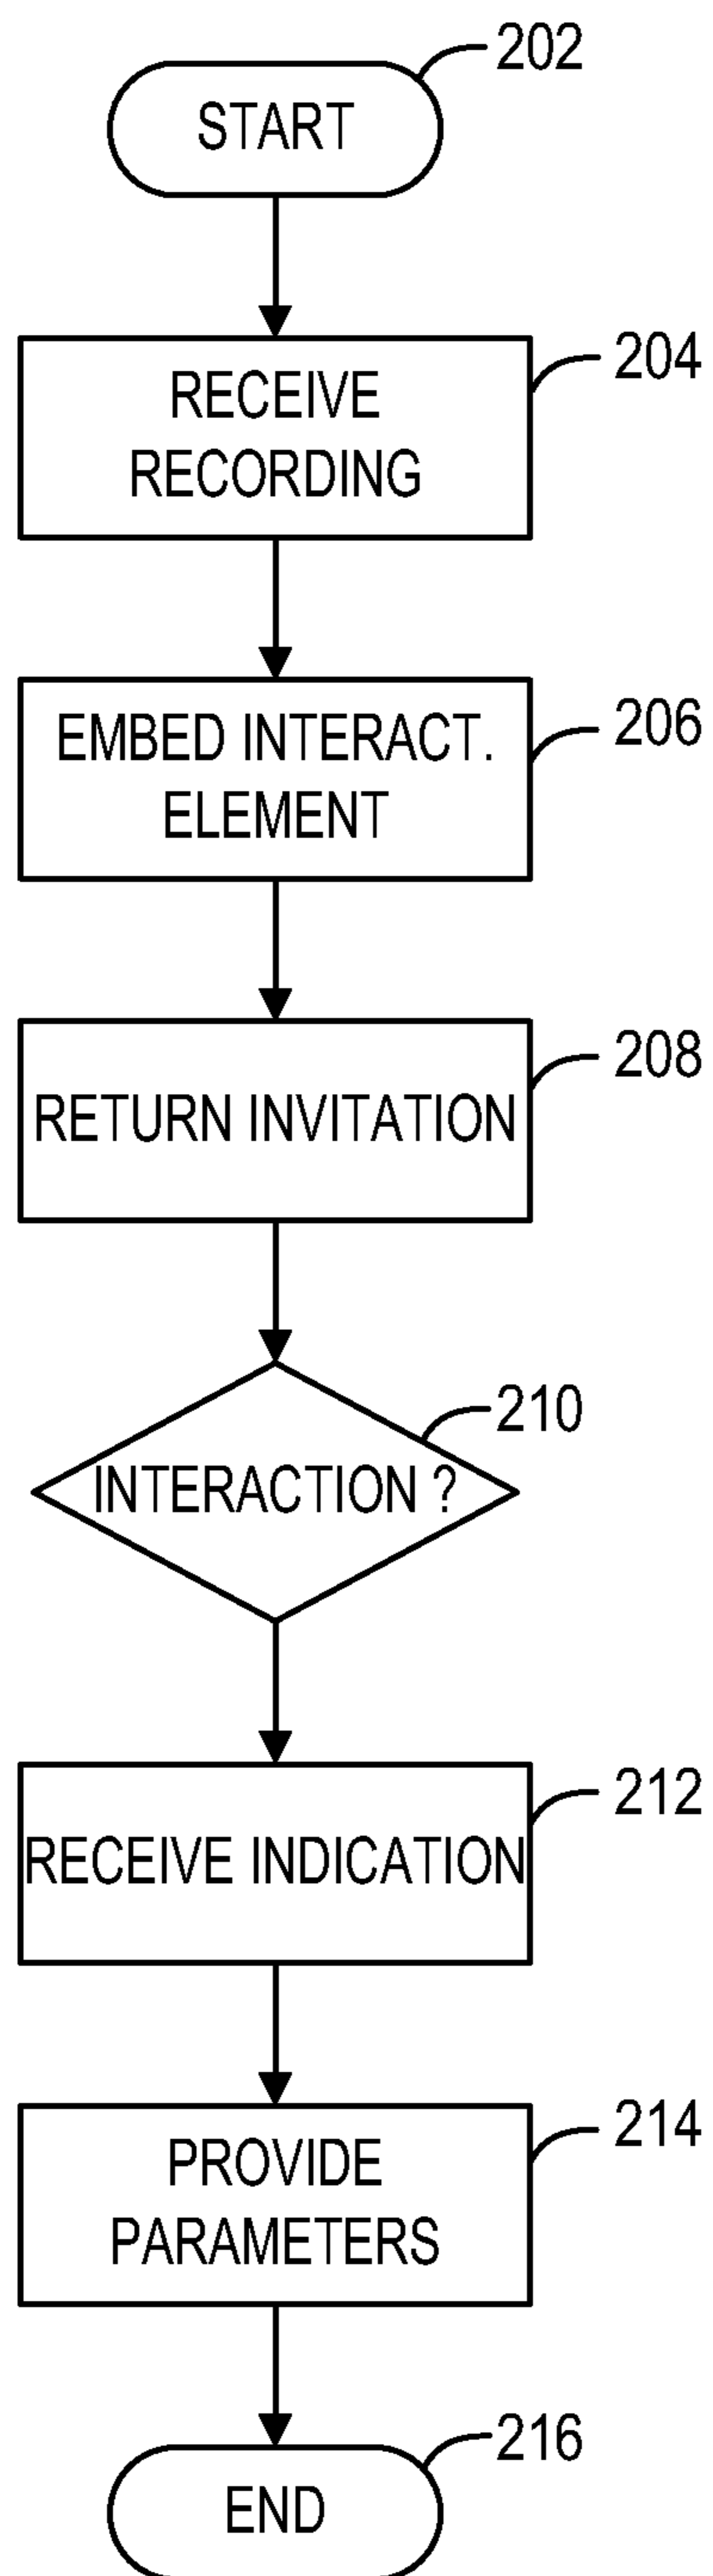 202
START
204
RECEIVE
RECORDING
206
EMBED INTERACT.
ELEMENT
208
RETURN INVITATION
210
INTERACTION ?
212
RECEIVE INDICATION
214
PROVIDE
PARAMETERS
216
END